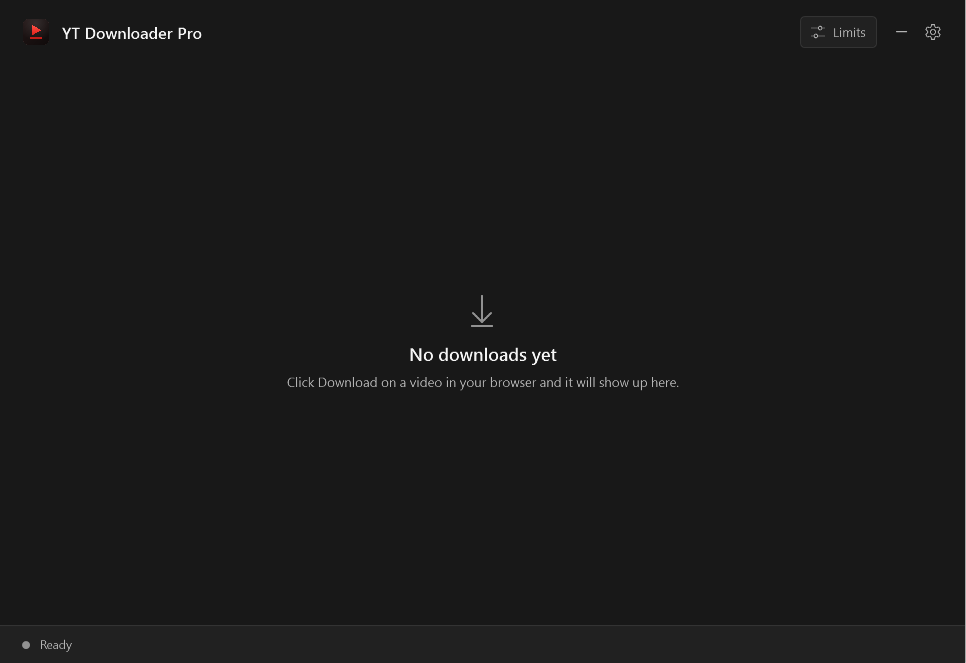 YT Downloader Pro
Limits
No downloads yet
Click Download on a video in your browser and it will show up here.
Ready